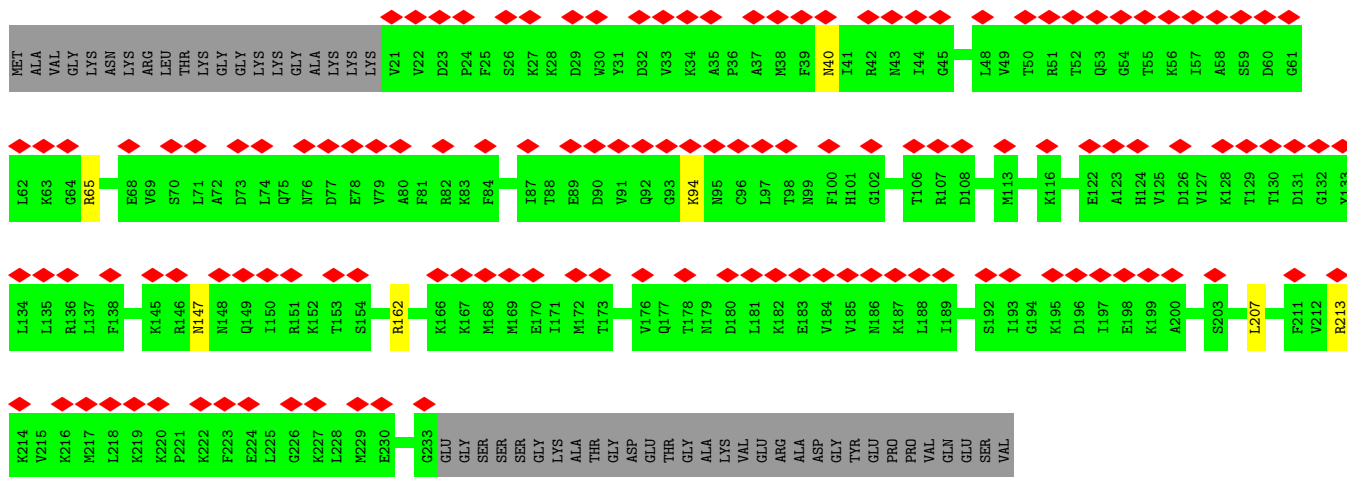 MET ALA VAL GLY LYS ASN LYS ARG LEU THR LYS GLY GLY LYS LYS GLY ALA LYS LYS LYS V21 V22 D23 P24 F25 S26 K27 K28 D29 W30 Y31 D32 V33 K34 A35 P36 A37 M38 F39 N40 I41 R42 N43 I44 G45 L48 V49 T50 R51 T52 Q53 G54 T55 K56 I57 A58 S59 D60 G61
L62 K63 G64 R65 E68 V69 S70 L71 A72 D73 L74 Q75 N76 D77 E78 V79 A80 F81 R82 K83 F84 I87 T88 E89 D90 V91 Q92 G93 K94 N95 C96 L97 T98 N99 F100 H101 G102 T106 R107 D108 M113 K116 E122 A123 H124 V125 D126 V127 K128 T129 T130 D131 G132 Y133
L134 L135 R136 L137 F138 K145 R146 N147 N148 Q149 I150 R151 K152 T153 S154 R162 K166 K167 M168 M169 E170 I171 M172 T173 V176 Q177 T178 N179 D180 L181 K182 E183 V184 V185 N186 K187 L188 I189 S192 I193 G194 K195 D196 I197 E198 K199 A200 S203 L207 F211 V212 R213
K214 V215 K216 M217 L218 K219 K220 P221 K222 F223 E224 L225 G226 K227 L228 M229 E230 G233 GLU GLY SER SER SER GLY LYS ALA THR GLY ASP GLU THR GLY ALA LYS VAL GLU ARG ALA ASP GLY TYR GLU PRO PRO VAL GLN GLU SER VAL